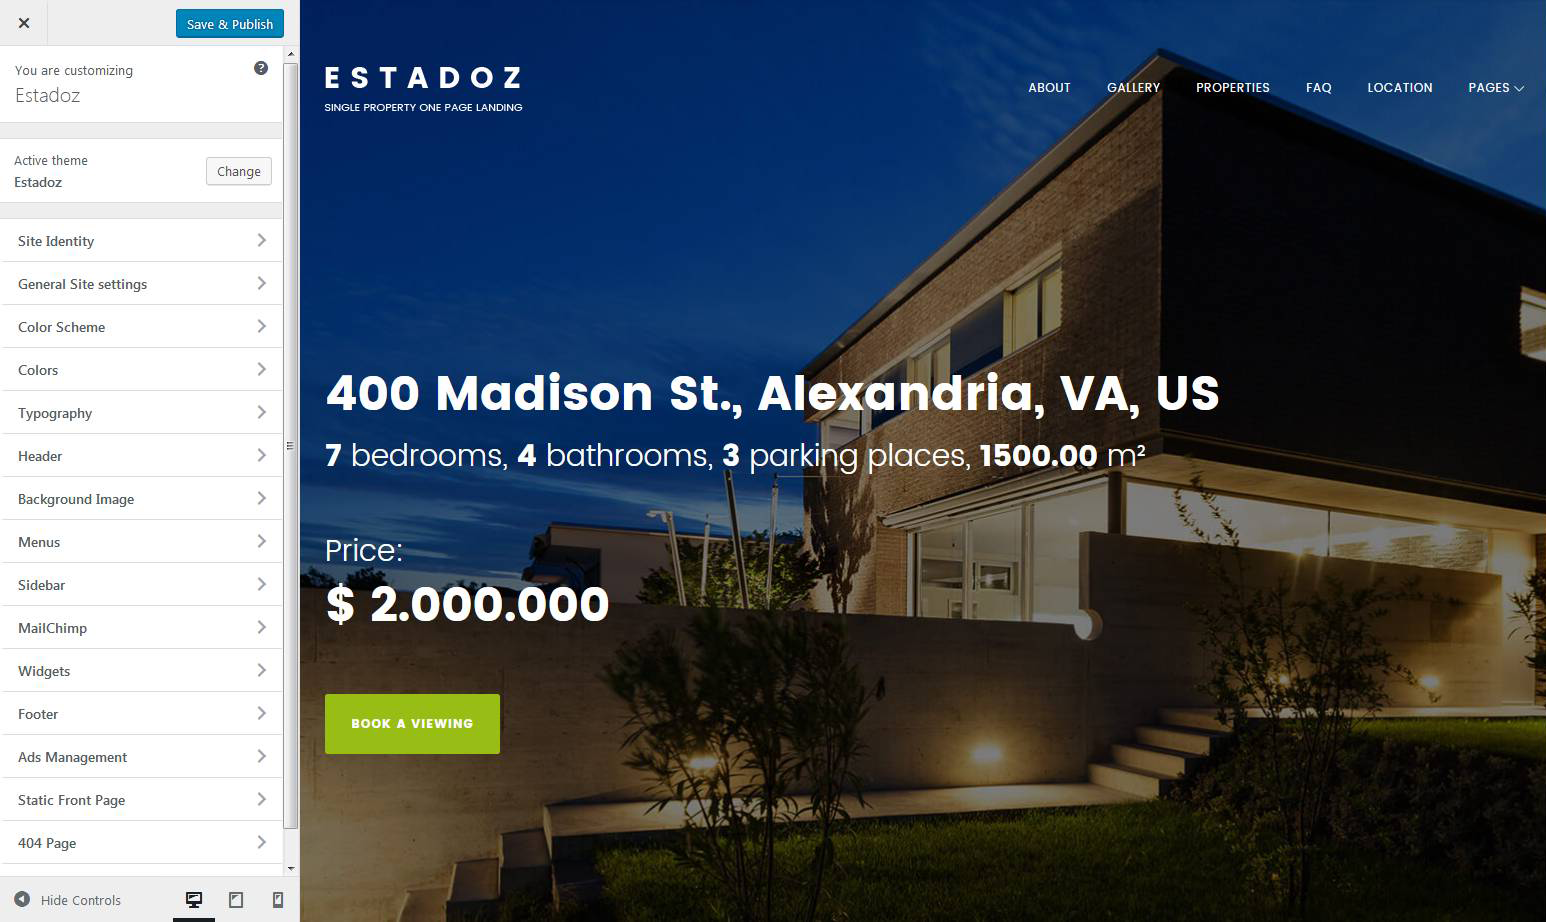 Save & Publish
You are customizing
Estadoz
Active theme
Estadoz
Change
Site Identity
General Site settings
Color Scheme
Colors
Typography
Header
Background Image
Menus
Sidebar
MailChimp
Widgets
Footer
Ads Management
Static Front Page
404 Page
Hide Controls
ESTADOZ
SINGLE PROPERTY ONE PAGE LANDING
ABOUT GALLERY PROPERTIES FAQ LOCATION PAGES
400 Madison St., Alexandria, VA, US
7 bedrooms, 4 bathrooms, 3 parking places, 1500.00 m²
Price:
$ 2.000.000
BOOK A VIEWING